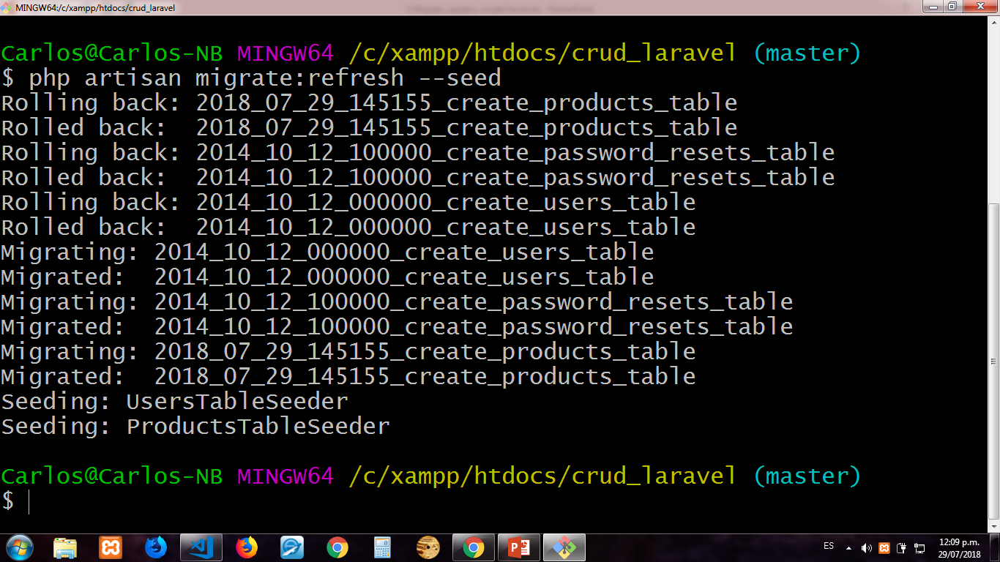 MINGW64:/c/xampp/htdocs/crud_laravel
Carlos@Carlos-NB MINGW64 /c/xampp/htdocs/crud_laravel (master)
$ php artisan migrate:refresh --seed
Rolling back: 2018_07_29_145155_create_products_table
Rolled back:  2018_07_29_145155_create_products_table
Rolling back: 2014_10_12_100000_create_password_resets_table
Rolled back:  2014_10_12_100000_create_password_resets_table
Rolling back: 2014_10_12_000000_create_users_table
Rolled back:  2014_10_12_000000_create_users_table
Migrating: 2014_10_12_000000_create_users_table
Migrated:  2014_10_12_000000_create_users_table
Migrating: 2014_10_12_100000_create_password_resets_table
Migrated:  2014_10_12_100000_create_password_resets_table
Migrating: 2018_07_29_145155_create_products_table
Migrated:  2018_07_29_145155_create_products_table
Seeding: UsersTableSeeder
Seeding: ProductsTableSeeder
Carlos@Carlos-NB MINGW64 /c/xampp/htdocs/crud_laravel (master)
$
ES
12:09 p.m.
29/07/2018